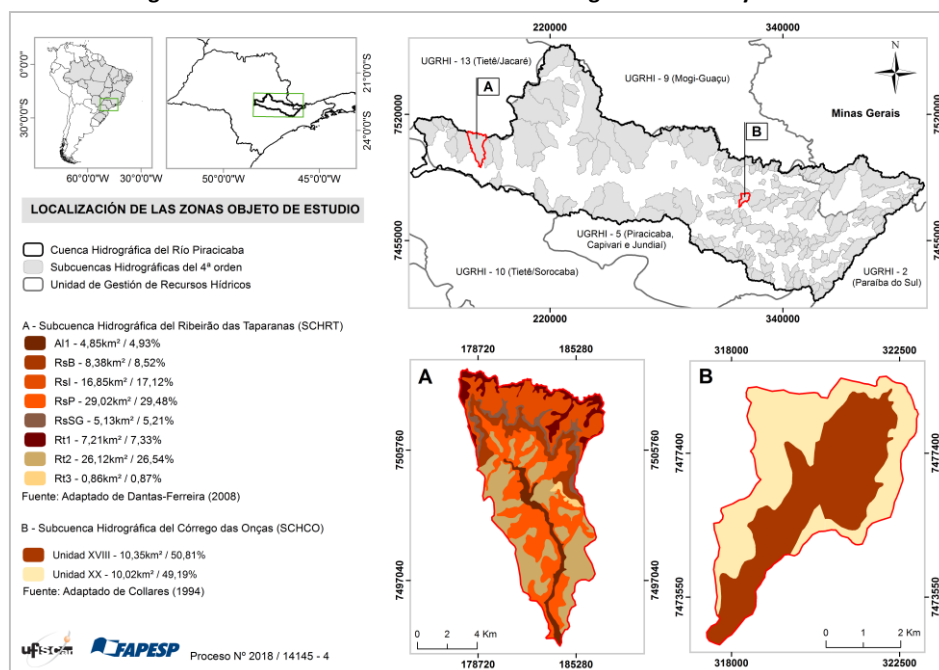 0°0'0"
30°0'0"S
60°0'0"W 30°0'0"W
21°0'0"S
24°0'0"S
50°0'0"W 45°0'0"W
LOCALIZACIÓN DE LAS ZONAS OBJETO DE ESTUDIO
Cuenca Hidrográfica del Río Piracicaba
Subcuencas Hidrográficas del 4ª orden
Unidad de Gestión de Recursos Hídricos
A - Subcuenca Hidrográfica del Ribeirão das Taparanas (SCHRT)
Al1 - 4,85km² / 4,93%
RsB - 8,38km² / 8,52%
RsI - 16,85km² / 17,12%
RsP - 29,02km² / 29,48%
RsSG - 5,13km² / 5,21%
Rt1 - 7,21km² / 7,33%
Rt2 - 26,12km² / 26,54%
Rt3 - 0,86km² / 0,87%
Fuente: Adaptado de Dantas-Ferreira (2008)
B - Subcuenca Hidrográfica del Córrego das Onças (SCHCO)
Unidad XVIII - 10,35km² / 50,81%
Unidad XX - 10,02km² / 49,19%
Fuente: Adaptado de Collares (1994)
ufscar
FAPESP
Proceso Nº 2018 / 14145 - 4
220000 340000
UGRHI - 13 (Tietê/Jacaré)
UGRHI - 9 (Mogi-Guaçu)
N
Minas Gerais
A
B
7520000
7455000
7520000
7455000
UGRHI - 5 (Piracicaba,
Capivari e Jundiaí)
UGRHI - 10 (Tietê/Sorocaba)
UGRHI - 2
(Paraíba do Sul)
220000 340000
178720 185280
A
7505760
7497040
7505760
7497040
0 2 4 Km
178720 185280
318000 322500
B
7477400
7473550
7477400
7473550
0 1 2 Km
318000 322500